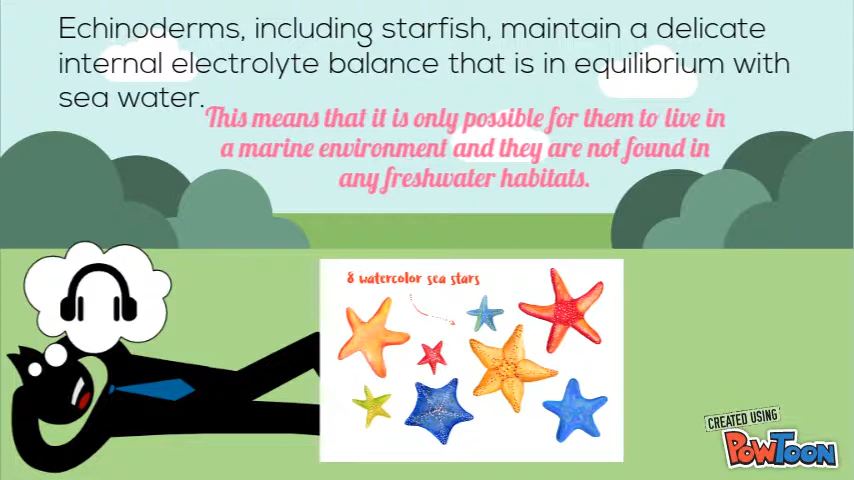 Echinoderms, including starfish, maintain a delicate
internal electrolyte balance that is in equilibrium with
sea water.
This means that it is only possible for them to live in
a marine environment and they are not found in
any freshwater habitats.
8 watercolor sea stars
CREATED USING
POWTOON